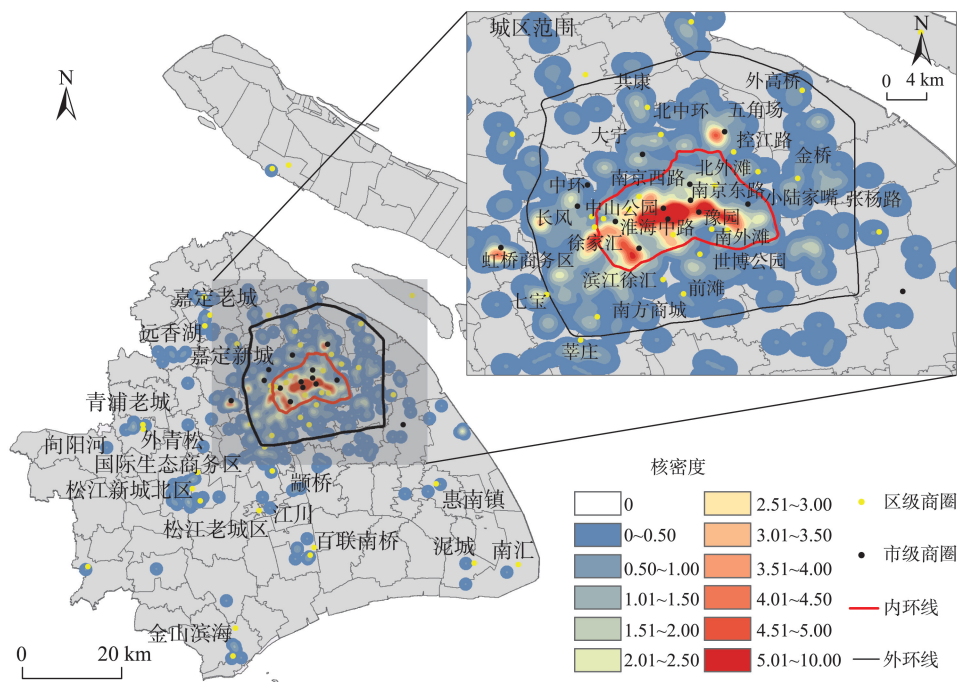 城区范围
N
0 4 km
共康
外高桥
北中环
五角场
大宁
控江路
北外滩
金桥
中环
南京西路
南京东路
小陆家嘴
张杨路
中山公园
长风
豫园
淮海中路
徐家汇
南外滩
虹桥商务区
世博公园
滨江徐汇
七宝
前滩
南方商城
莘庄
N
嘉定老城
远香湖
嘉定新城
青浦老城
向阳河
外青松
国际生态商务区
松江新城北区
颛桥
惠南镇
松江老城区
江川
百联南桥
泥城
南汇
金山滨海
0 20 km
核密度
0
0~0.50
0.50~1.00
1.01~1.50
1.51~2.00
2.01~2.50
2.51~3.00
3.01~3.50
3.51~4.00
4.01~4.50
4.51~5.00
5.01~10.00
区级商圈
市级商圈
内环线
外环线